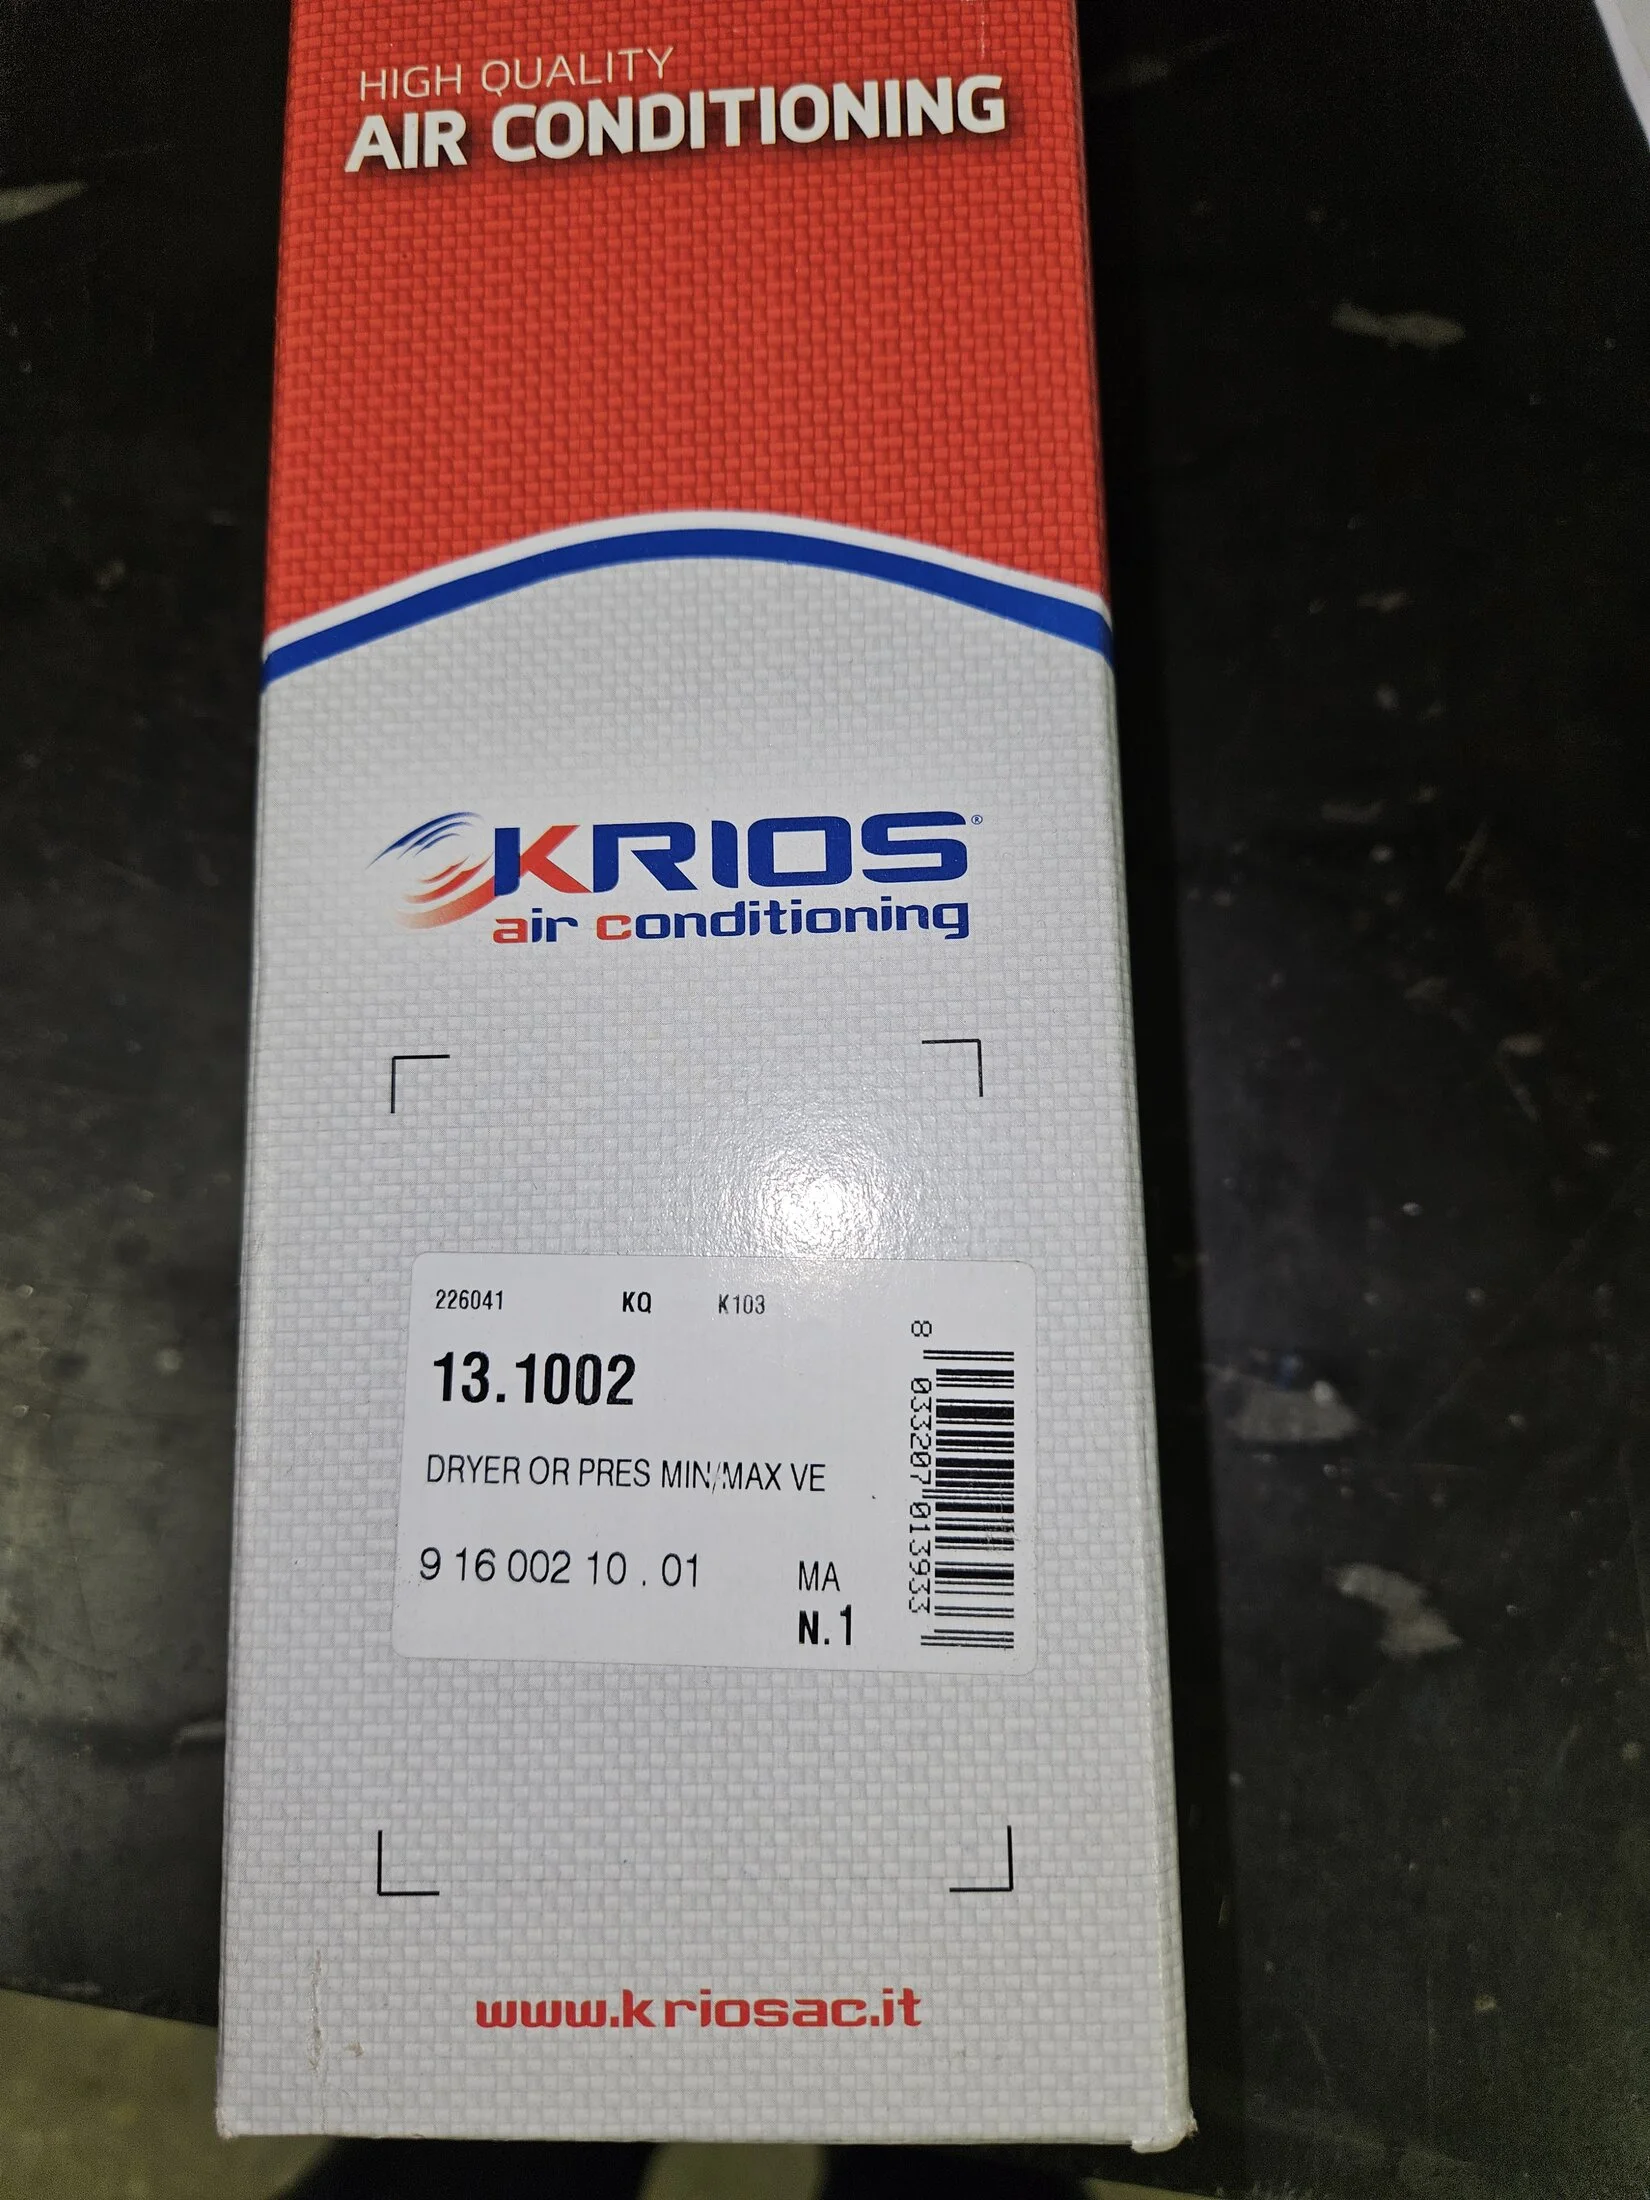 HIGH QUALITY
AIR CONDITIONING
KRIOS®
air conditioning
226041 KQ K103
13.1002
DRYER OR PRES MIN/MAX VE
9 16 002 10 . 01 MA
N.1
8 033207 013933
www.kriosac.it